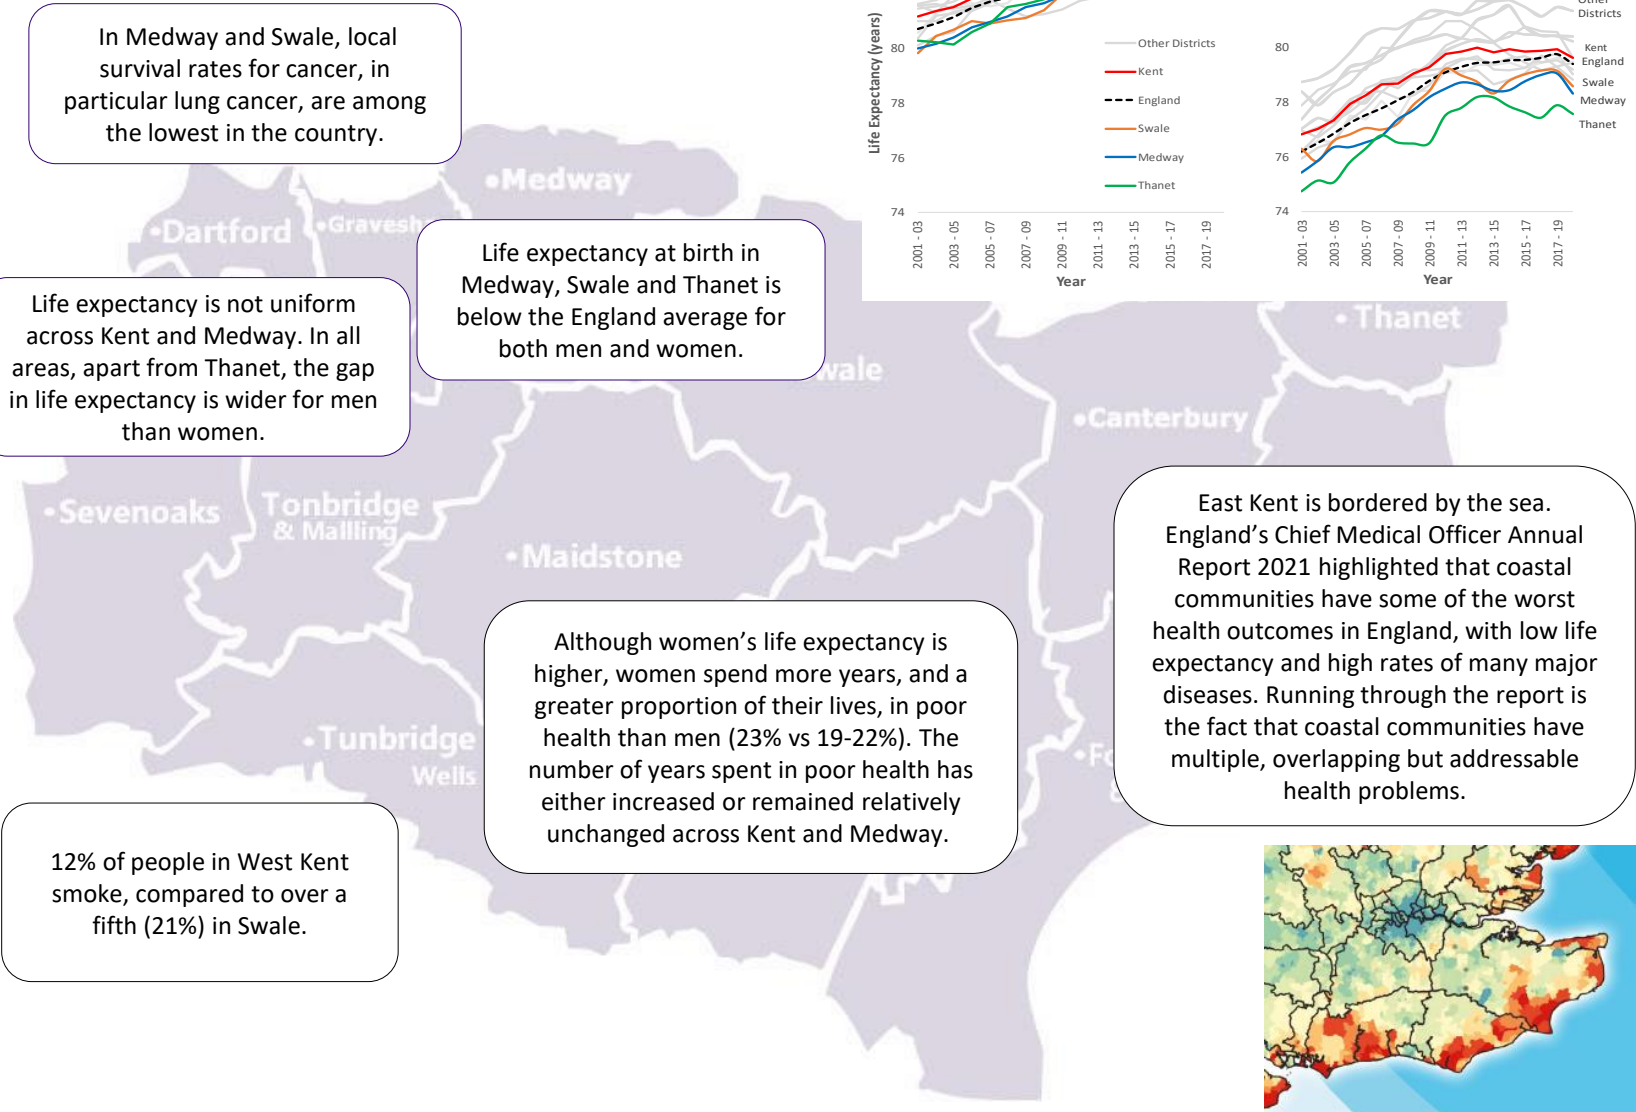 In Medway and Swale, local
survival rates for cancer, in
particular lung cancer, are among
the lowest in the country.
Life Expectancy (years)
80
78
76
74
Other Districts
Kent
England
Swale
Medway
Thanet
2001 - 03
2003 - 05
2005 - 07
2007 - 09
2009 - 11
2011 - 13
2013 - 15
2015 - 17
2017 - 19
Year
80
78
76
74
Other
Districts
Kent
England
Swale
Medway
Thanet
2001 - 03
2003 - 05
2005 - 07
2007 - 09
2009 - 11
2011 - 13
2013 - 15
2015 - 17
2017 - 19
Year
•Medway
•Dartford
•Gravesh
Life expectancy at birth in
Medway, Swale and Thanet is
below the England average for
both men and women.
Life expectancy is not uniform
across Kent and Medway. In all
areas, apart from Thanet, the gap
in life expectancy is wider for men
than women.
•Thanet
wale
•Canterbury
•Sevenoaks
Tonbridge
& Mallling
•Maidstone
East Kent is bordered by the sea.
England’s Chief Medical Officer Annual
Report 2021 highlighted that coastal
communities have some of the worst
health outcomes in England, with low life
expectancy and high rates of many major
diseases. Running through the report is
the fact that coastal communities have
multiple, overlapping but addressable
health problems.
Although women’s life expectancy is
higher, women spend more years, and a
greater proportion of their lives, in poor
health than men (23% vs 19-22%). The
number of years spent in poor health has
either increased or remained relatively
unchanged across Kent and Medway.
•Tunbridge
Wells
12% of people in West Kent
smoke, compared to over a
fifth (21%) in Swale.